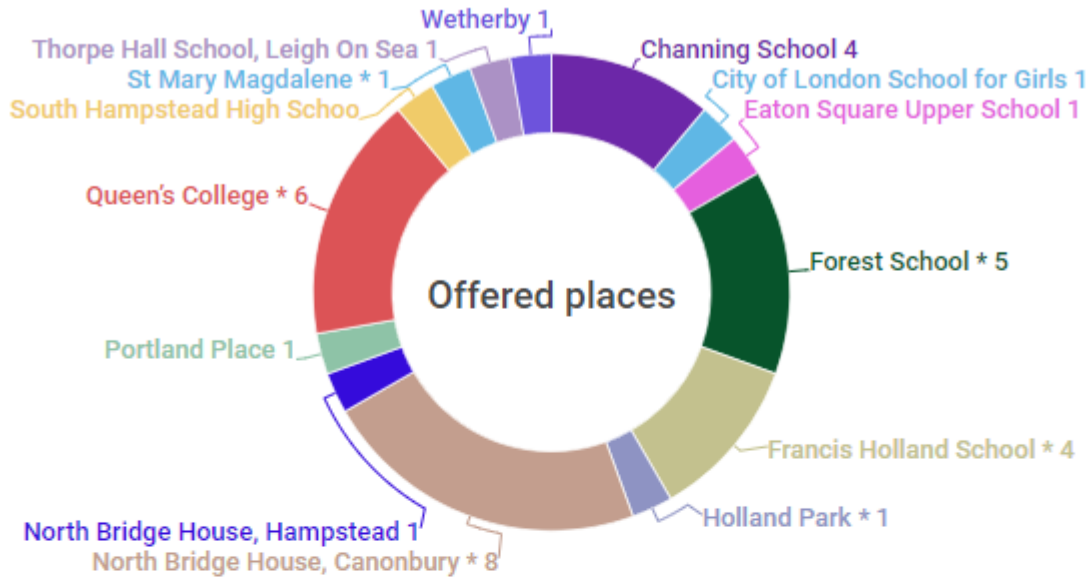 Wetherby 1
Thorpe Hall School, Leigh On Sea 1
Channing School 4
St Mary Magdalene * 1
City of London School for Girls 1
South Hampstead High Schoo
Eaton Square Upper School 1
Queen's College * 6
Forest School * 5
Offered places
Portland Place 1
Francis Holland School * 4
Holland Park * 1
North Bridge House, Hampstead 1
North Bridge House, Canonbury * 8